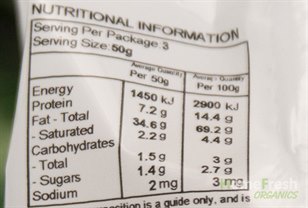 NUTRITIONAL INFORMATION
Serving Per Package: 3
Serving Size: 50g
Average Quantity Average Quantity
Per 50g Per 100g
Energy 1450 kJ 2900 kJ
Protein 7.2 g 14.4 g
Fat - Total 34.6 g 69.2 g
- Saturated 2.2 g 4.4 g
Carbohydrates
- Total 1.5 g 3 g
- Sugars 1.4 g 2.7 g
Sodium 2 mg 3 mg
is a guide only, and is
Fresh
ORGANICS